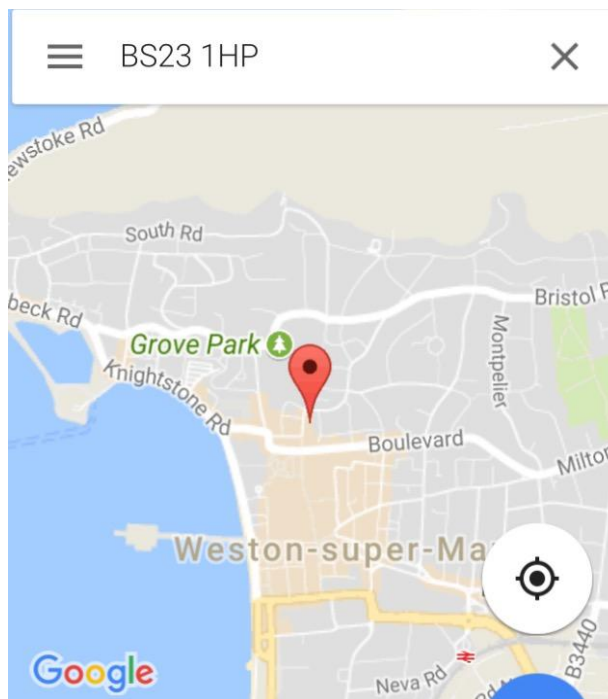 BS23 1HP
ewstoke Rd
South Rd
beck Rd
Bristol R
Grove Park
Montpelier
Knightstone Rd
Boulevard
Milton
Weston-super-Ma
B3440
Google
Neva Rd